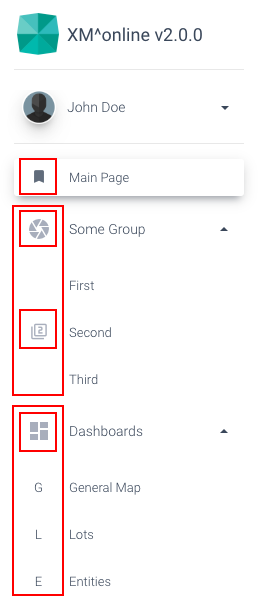 XM^online v2.0.0
John Doe
Main Page
Some Group
First
2 Second
Third
Dashboards
G General Map
L Lots
E Entities